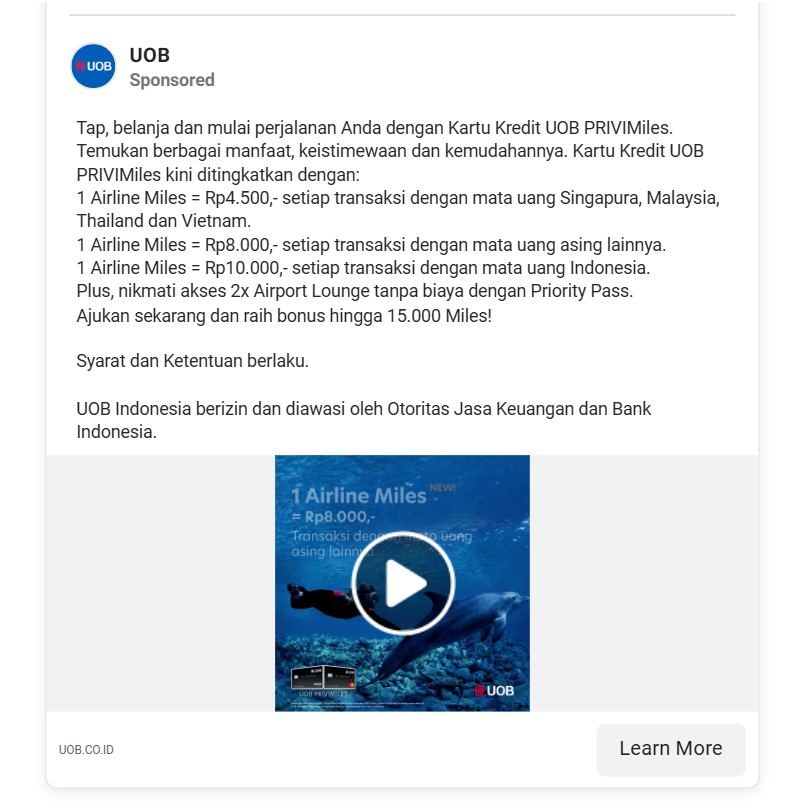 UOB
UOB
Sponsored
Tap, belanja dan mulai perjalanan Anda dengan Kartu Kredit UOB PRIVIMiles.
Temukan berbagai manfaat, keistimewaan dan kemudahannya. Kartu Kredit UOB
PRIVIMiles kini ditingkatkan dengan:
1 Airline Miles = Rp4.500,- setiap transaksi dengan mata uang Singapura, Malaysia,
Thailand dan Vietnam.
1 Airline Miles = Rp8.000,- setiap transaksi dengan mata uang asing lainnya.
1 Airline Miles = Rp10.000,- setiap transaksi dengan mata uang Indonesia.
Plus, nikmati akses 2x Airport Lounge tanpa biaya dengan Priority Pass.
Ajukan sekarang dan raih bonus hingga 15.000 Miles!
Syarat dan Ketentuan berlaku.
UOB Indonesia berizin dan diawasi oleh Otoritas Jasa Keuangan dan Bank
Indonesia.
1 Airline Miles NEW!
= Rp8.000,-
Transaksi dengan mata uang
asing lainnya
UOB PRIVIMILES
UOB
UOB.CO.ID
Learn More